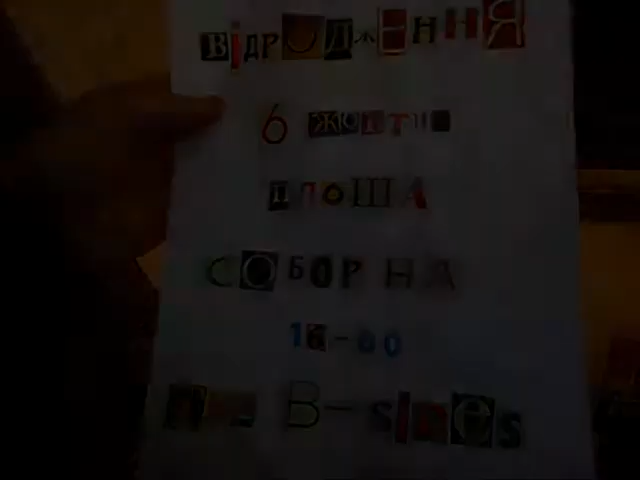 Відродження
6 жовтня
площа
Соборна
16-00
B-sides